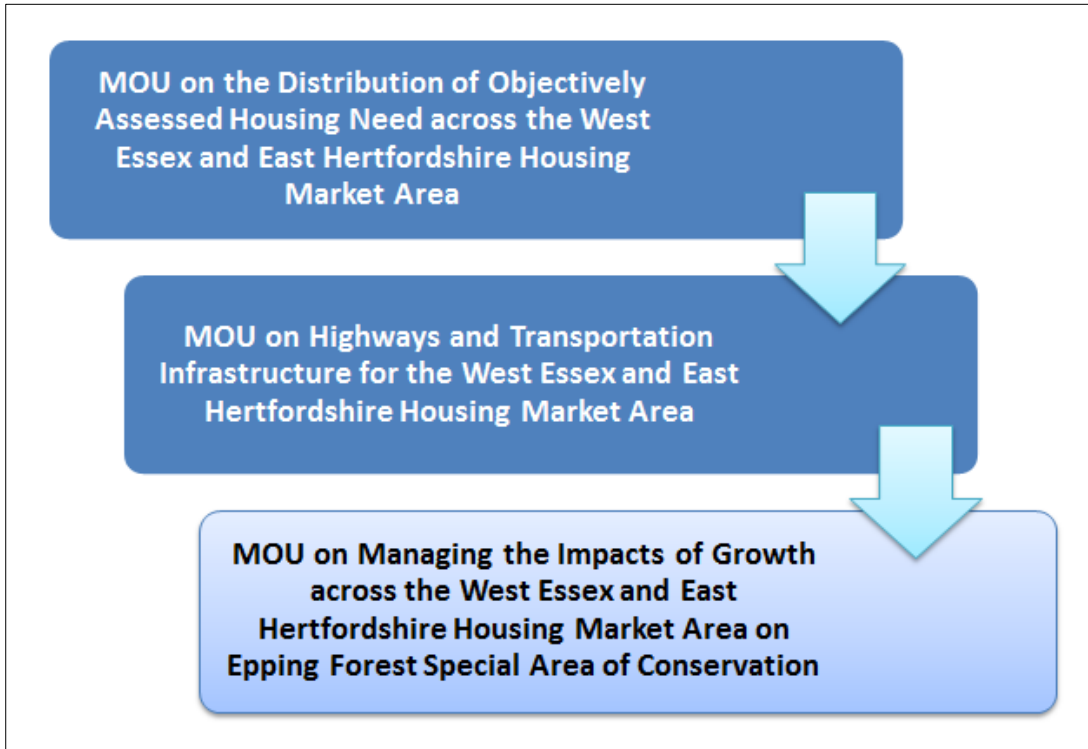 MOU on the Distribution of Objectively
Assessed Housing Need across the West
Essex and East Hertfordshire Housing
Market Area
MOU on Highways and Transportation
Infrastructure for the West Essex and East
Hertfordshire Housing Market Area
MOU on Managing the Impacts of Growth
across the West Essex and East
Hertfordshire Housing Market Area on
Epping Forest Special Area of Conservation